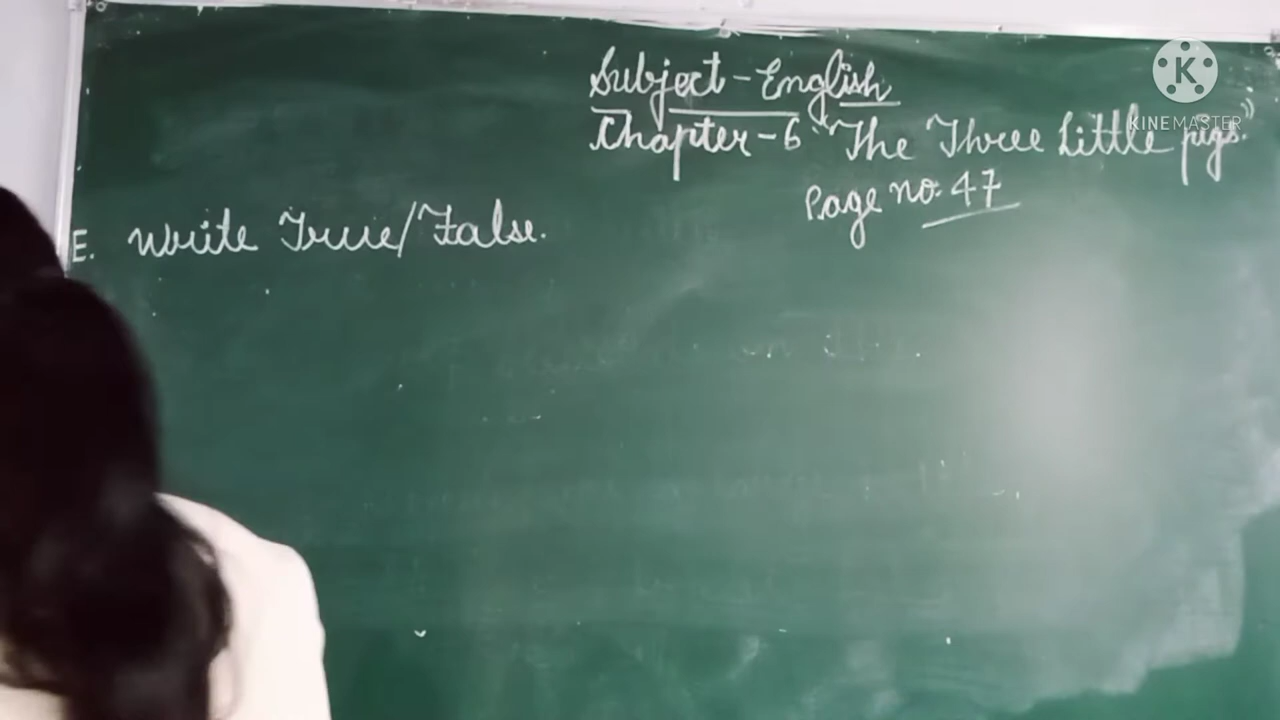 Subject - English
Chapter - 6 "The Three Little pigs."
Page no. 47
E. Write True/False.
K
KINEMASTER